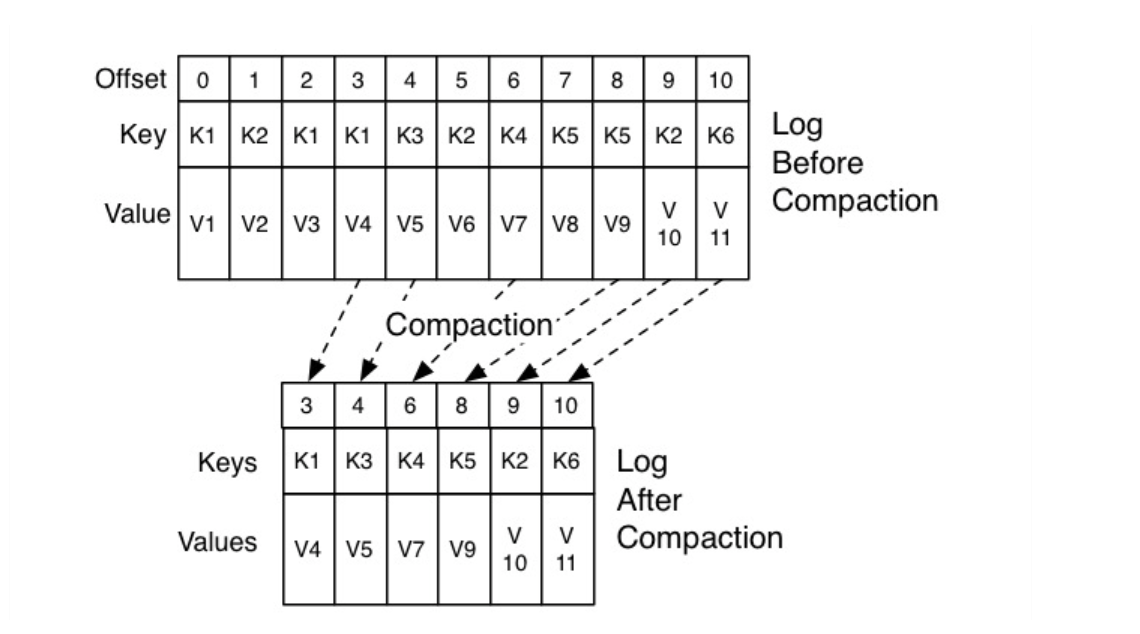 Offset 0 1 2 3 4 5 6 7 8 9 10
Key K1 K2 K1 K1 K3 K2 K4 K5 K5 K2 K6
Value V1 V2 V3 V4 V5 V6 V7 V8 V9 V 10 V 11
Log
Before
Compaction
Compaction
3 4 6 8 9 10
Keys K1 K3 K4 K5 K2 K6
Values V4 V5 V7 V9 V 10 V 11
Log
After
Compaction